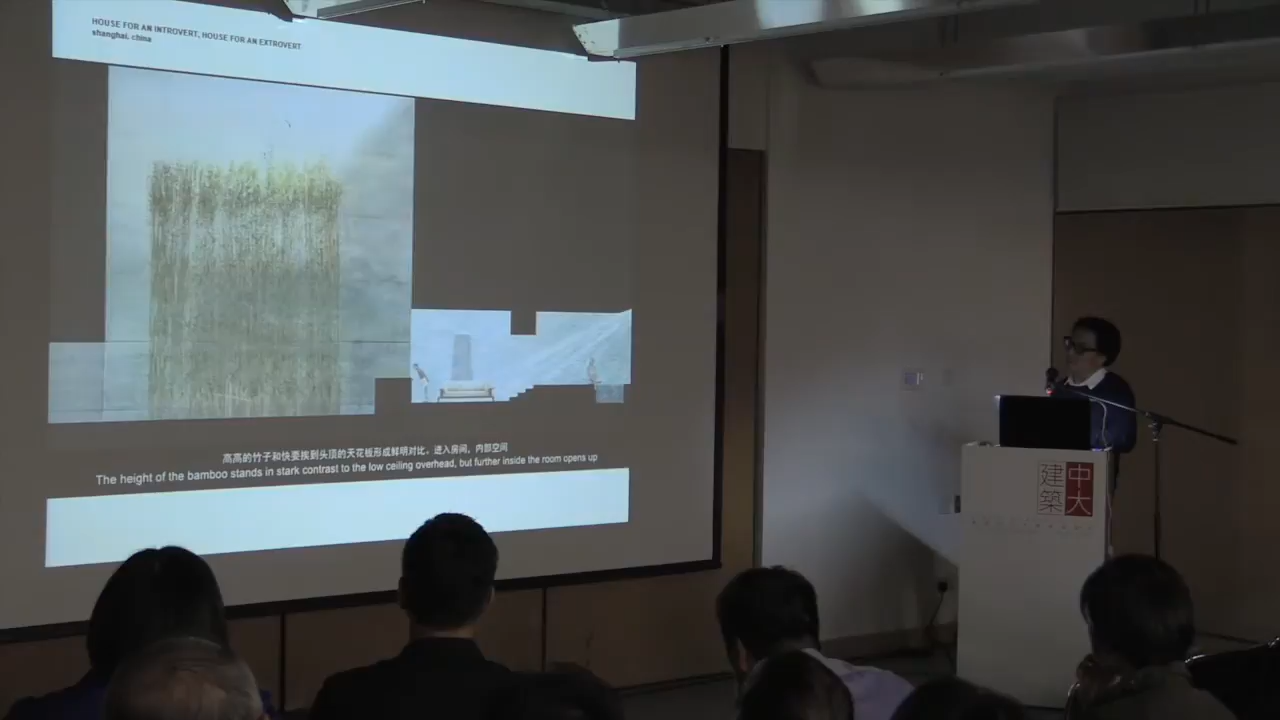 HOUSE FOR AN INTROVERT, HOUSE FOR AN EXTROVERT
shanghai, china
高高的竹子和快要挨到头顶的天花板形成鲜明对比、进入房间，内部空间
The height of the bamboo stands in stark contrast to the low ceiling overhead, but further inside the room opens up
建築
中大